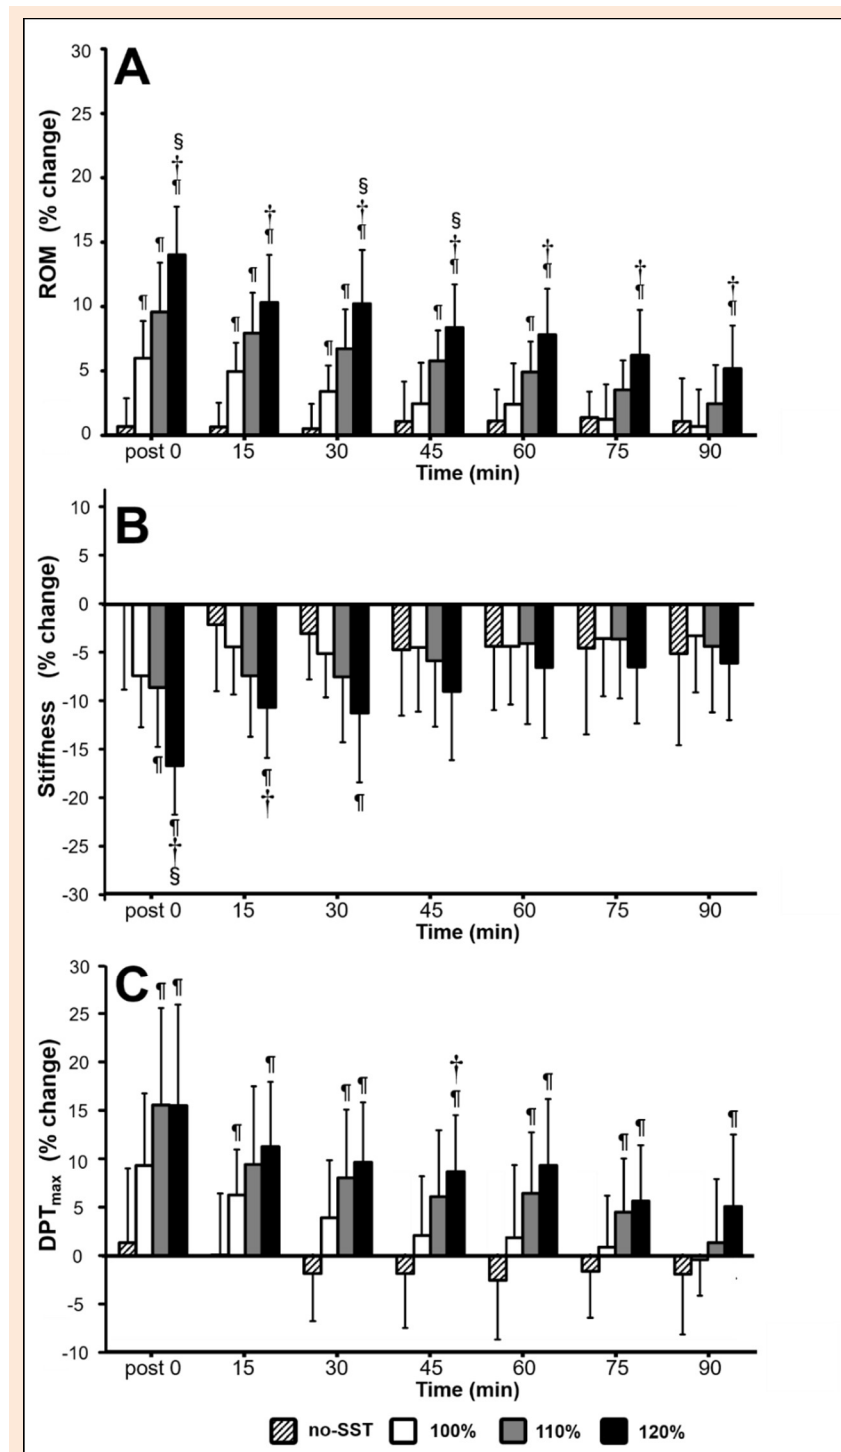 A
ROM (% change)
30
25
20
15
10
5
0
§ § §
† † † † † † †
¶ ¶ ¶ ¶ ¶ ¶ ¶ ¶ ¶ ¶ ¶ ¶ ¶ ¶ ¶ ¶
post 0 15 30 45 60 75 90
Time (min)
B
Stiffness (% change)
10
5
0
-5
-10
-15
-20
-25
-30
¶ ¶ ¶ ¶
† †
§
post 0 15 30 45 60 75 90
Time (min)
C
DPTmax (% change)
30
25
20
15
10
5
0
-5
-10
†
¶ ¶ ¶ ¶ ¶ ¶ ¶ ¶ ¶ ¶ ¶ ¶ ¶
post 0 15 30 45 60 75 90
Time (min)
no-SST 100% 110% 120%